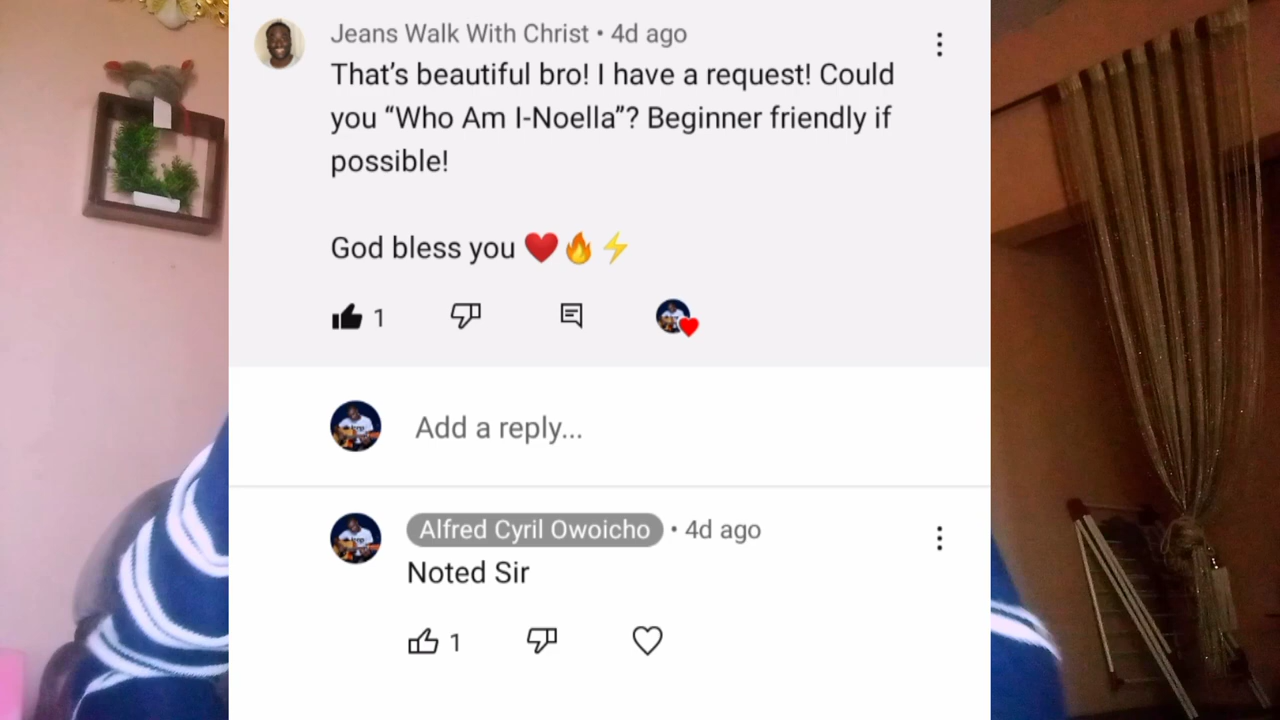 Jeans Walk With Christ • 4d ago
That’s beautiful bro! I have a request! Could
you “Who Am I-Noella”? Beginner friendly if
possible!
God bless you ❤️🔥⚡
1
Add a reply...
Alfred Cyril Owoicho • 4d ago
Noted Sir
1